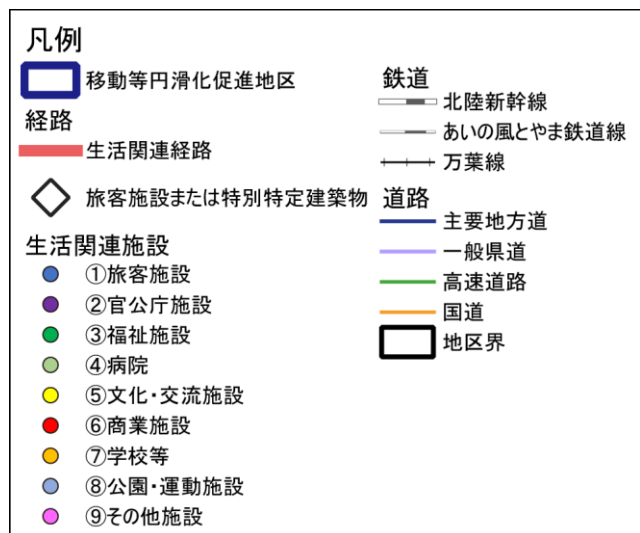 凡例
移動等円滑化促進地区
経路
生活関連経路
旅客施設または特別特定建築物
生活関連施設
①旅客施設
②官公庁施設
③福祉施設
④病院
⑤文化・交流施設
⑥商業施設
⑦学校等
⑧公園・運動施設
⑨その他施設
鉄道
北陸新幹線
あいの風とやま鉄道線
万葉線
道路
主要地方道
一般県道
高速道路
国道
地区界